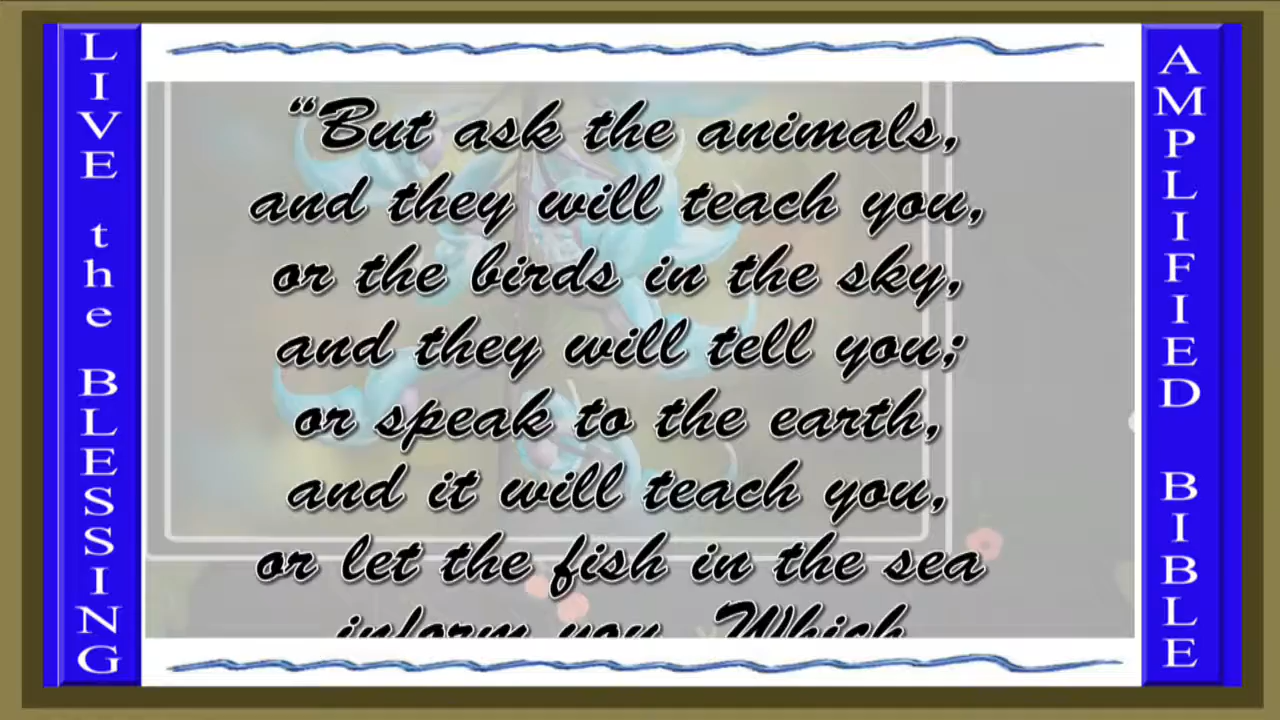 LIVE the BLESSING
“But ask the animals,
and they will teach you,
or the birds in the sky,
and they will tell you;
or speak to the earth,
and it will teach you,
or let the fish in the sea
inform you. Which
AMPLIFIED BIBLE